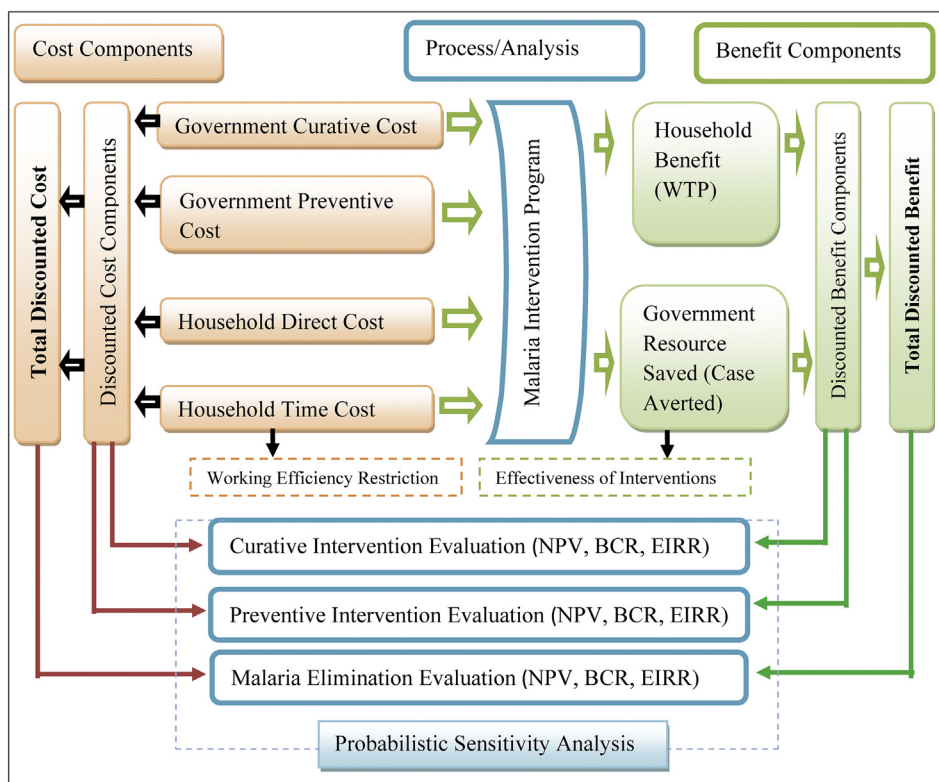 Cost Components
Process/Analysis
Benefit Components
Total Discounted Cost
Discounted Cost Components
Government Curative Cost
Government Preventive
Cost
Household Direct Cost
Household Time Cost
Malaria Intervention Program
Household
Benefit
(WTP)
Government
Resource
Saved (Case
Averted)
Discounted Benefit Components
Total Discounted Benefit
Working Efficiency Restriction
Effectiveness of Interventions
Curative Intervention Evaluation (NPV, BCR, EIRR)
Preventive Intervention Evaluation (NPV, BCR, EIRR)
Malaria Elimination Evaluation (NPV, BCR, EIRR)
Probabilistic Sensitivity Analysis